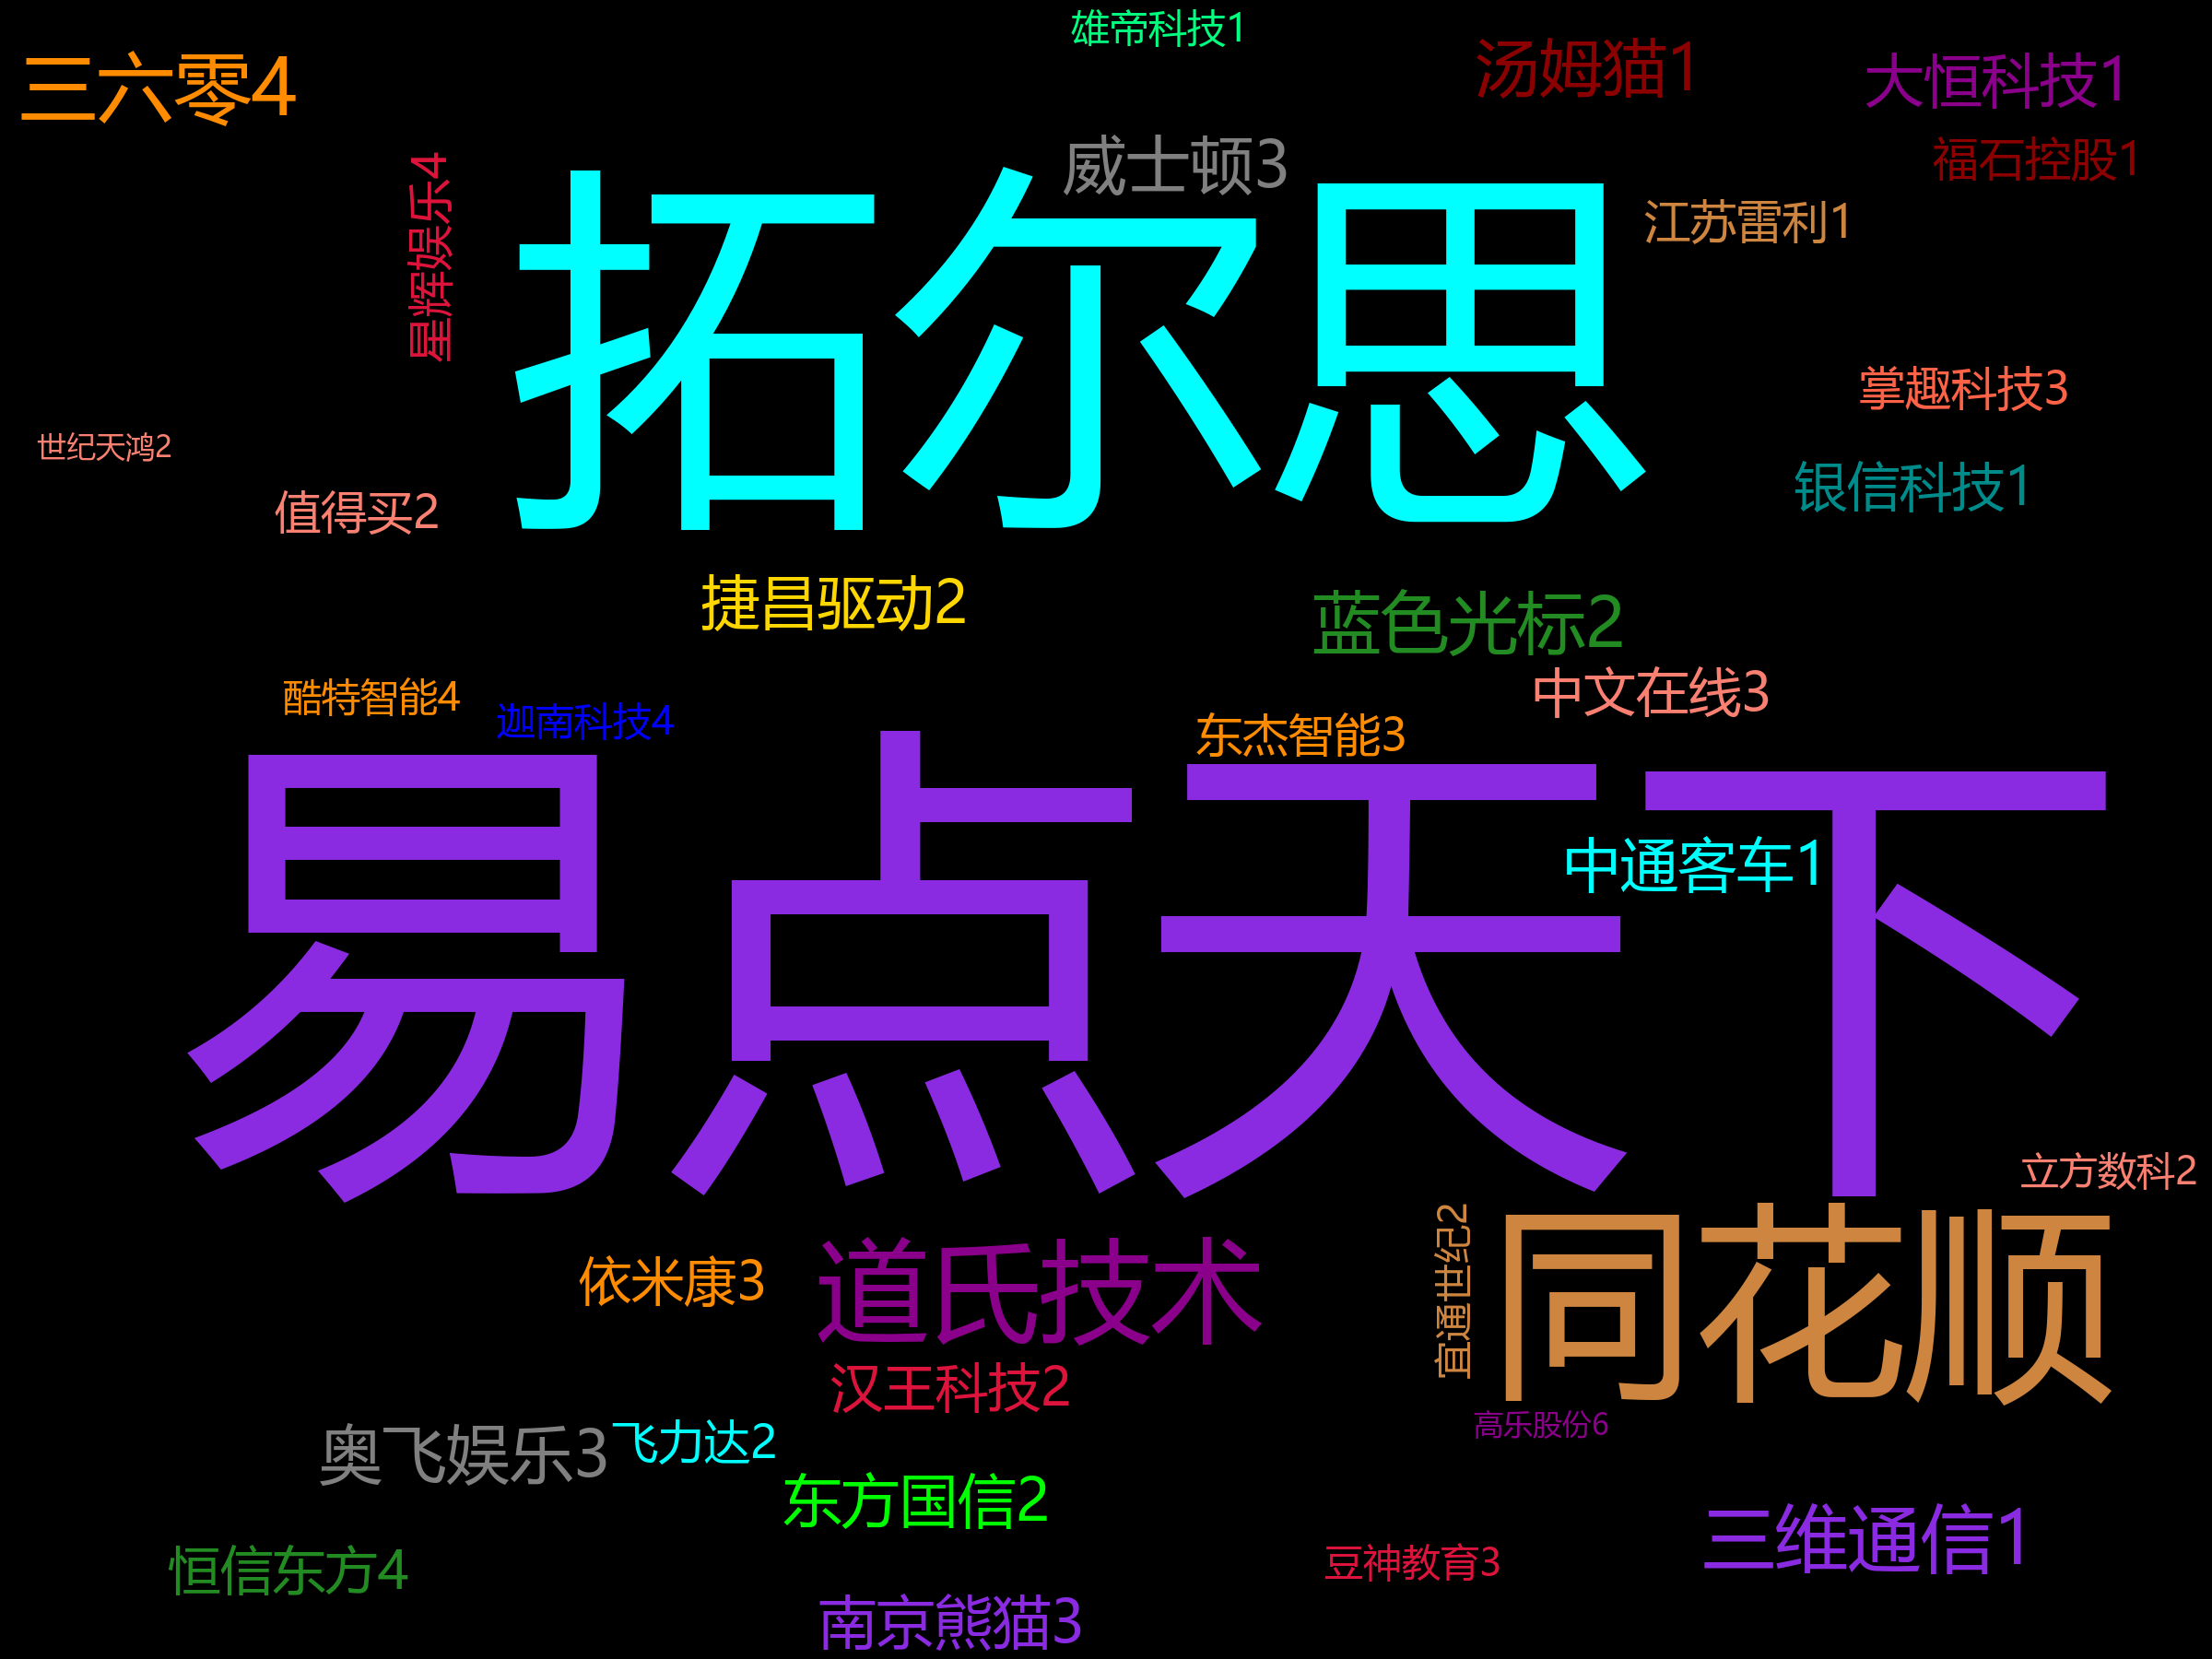 雄帝科技1
三六零4
汤姆猫1
大恒科技1
威士顿3
福石控股1
星辉娱乐4
江苏雷利1
拓尔思
掌趣科技3
世纪天鸿2
银信科技1
值得买2
捷昌驱动2
蓝色光标2
中文在线3
酷特智能4
迦南科技4
东杰智能3
易点天下
中通客车1
立方数科2
依米康3
道氏技术
宜通世纪2
同花顺
汉王科技2
高乐股份6
奥飞娱乐3
飞力达2
东方国信2
三维通信1
恒信东方4
豆神教育3
南京熊猫3